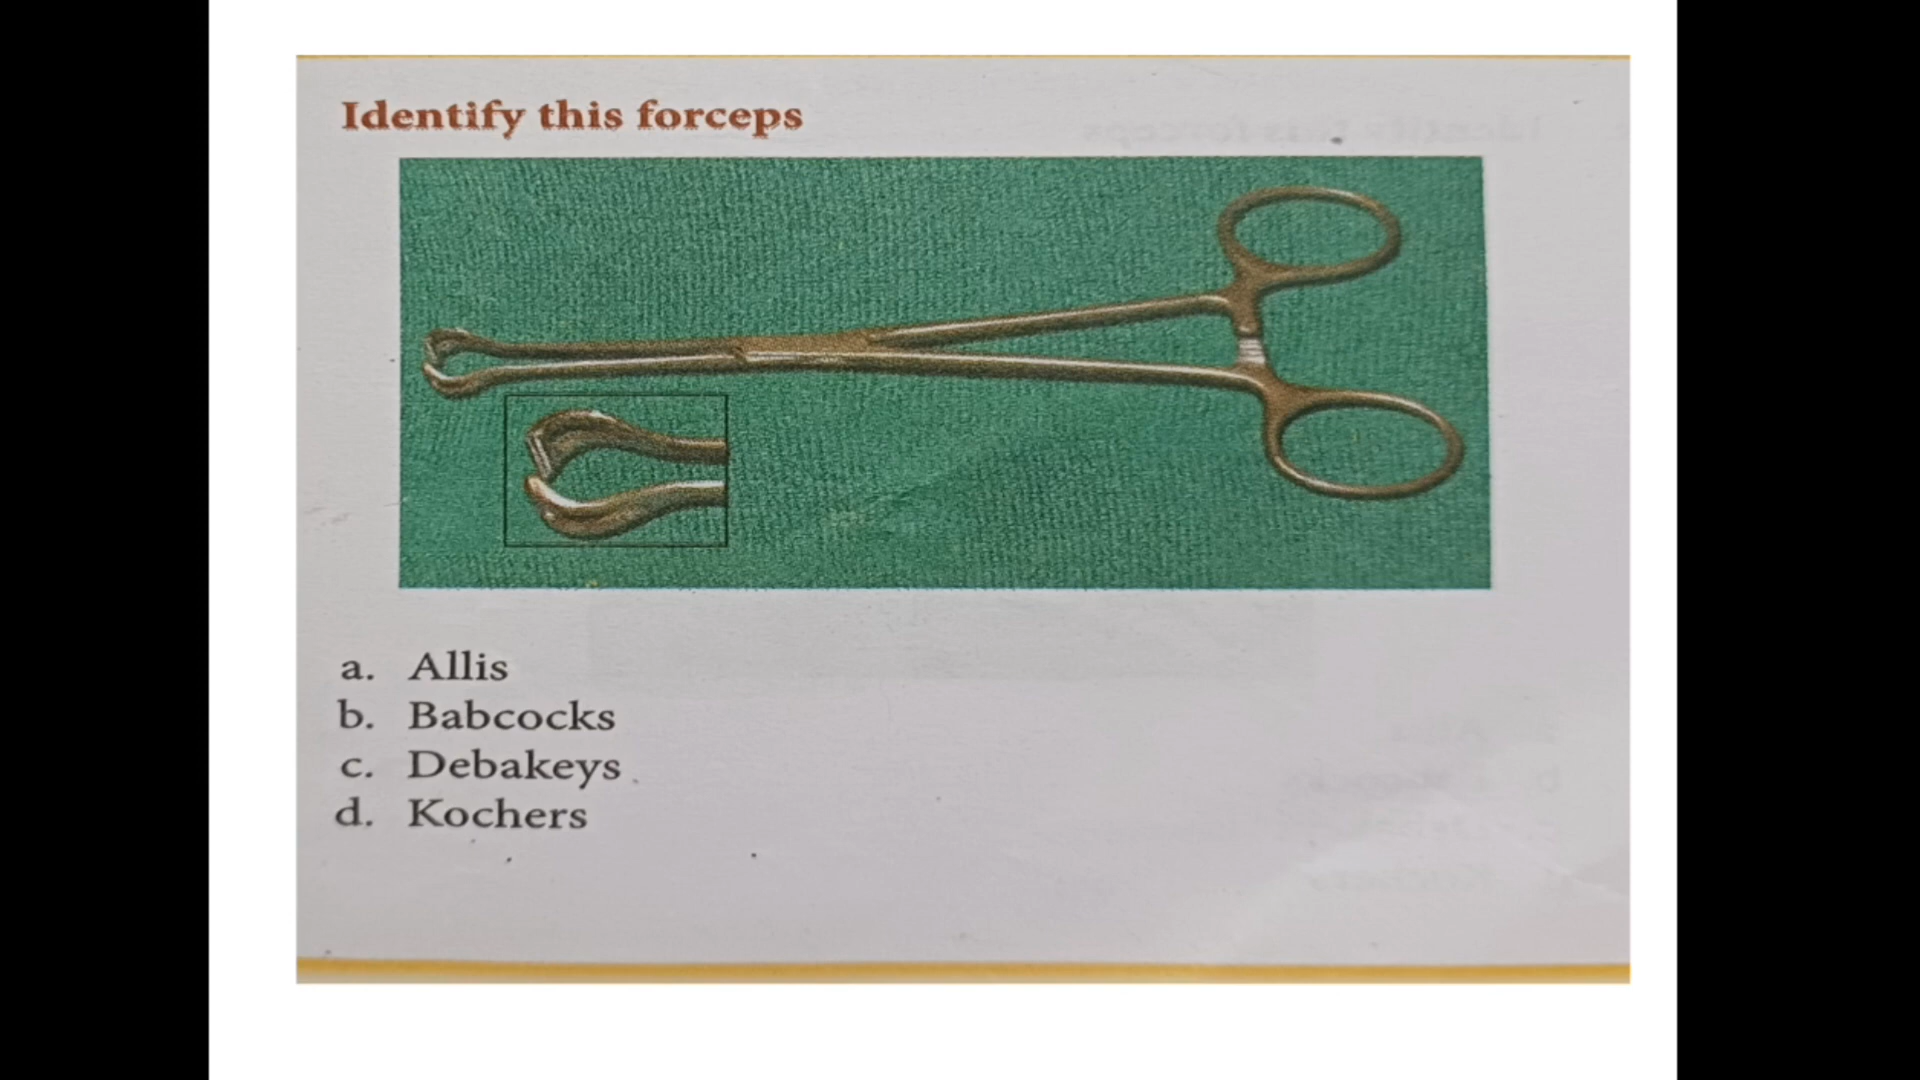 Identify this forceps
a. Allis
b. Babcocks
c. Debakeys
d. Kochers